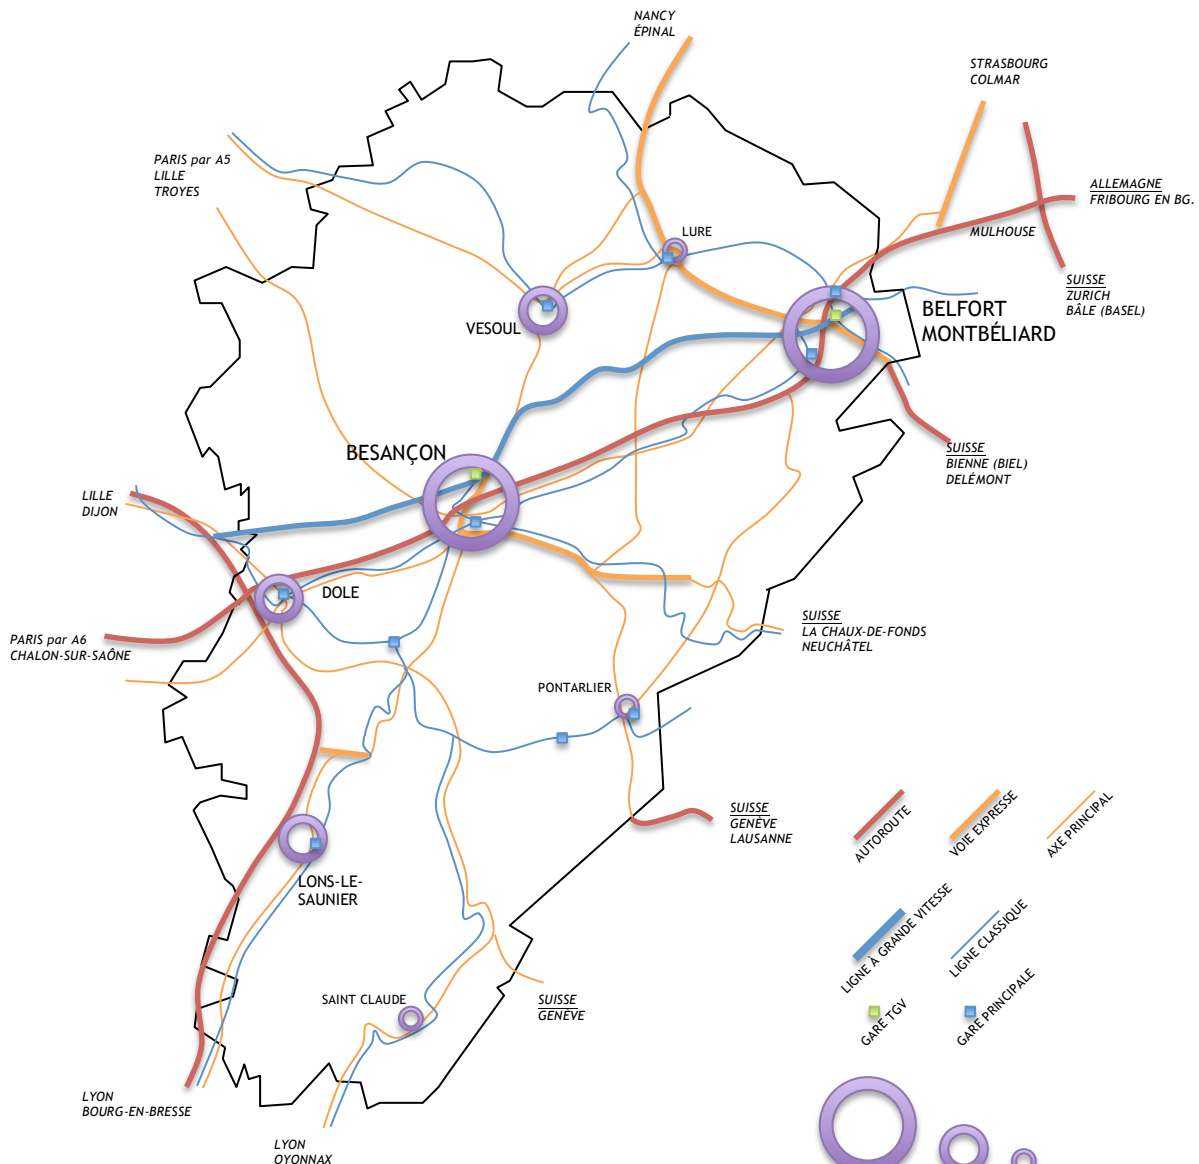 NANCY
ÉPINAL
STRASBOURG
COLMAR
PARIS par A5
LILLE
TROYES
ALLEMAGNE
FRIBOURG EN BG.
LURE
MULHOUSE
SUISSE
ZURICH
BÂLE (BASEL)
VESOUL
BELFORT
MONTBÉLIARD
BESANÇON
SUISSE
BIENNE (BIEL)
DELÉMONT
LILLE
DIJON
DOLE
PARIS par A6
CHALON-SUR-SAÔNE
SUISSE
LA CHAUX-DE-FONDS
NEUCHÂTEL
PONTARLIER
SUISSE
GENÈVE
LAUSANNE
AUTOROUTE
VOIE EXPRESSE
AXE PRINCIPAL
LONS-LE-
SAUNIER
LIGNE À GRANDE VITESSE
LIGNE CLASSIQUE
SAINT CLAUDE
SUISSE
GENÈVE
GARE TGV
GARE PRINCIPALE
LYON
BOURG-EN-BRESSE
LYON
OYONNAX